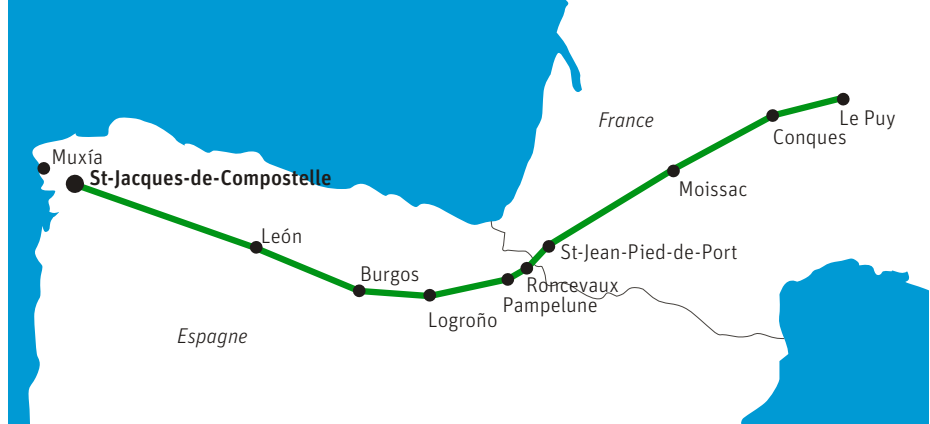 France
Le Puy
Conques
Muxía
St-Jacques-de-Compostelle
Moissac
León
St-Jean-Pied-de-Port
Burgos
Roncevaux
Pampelune
Logroño
Espagne